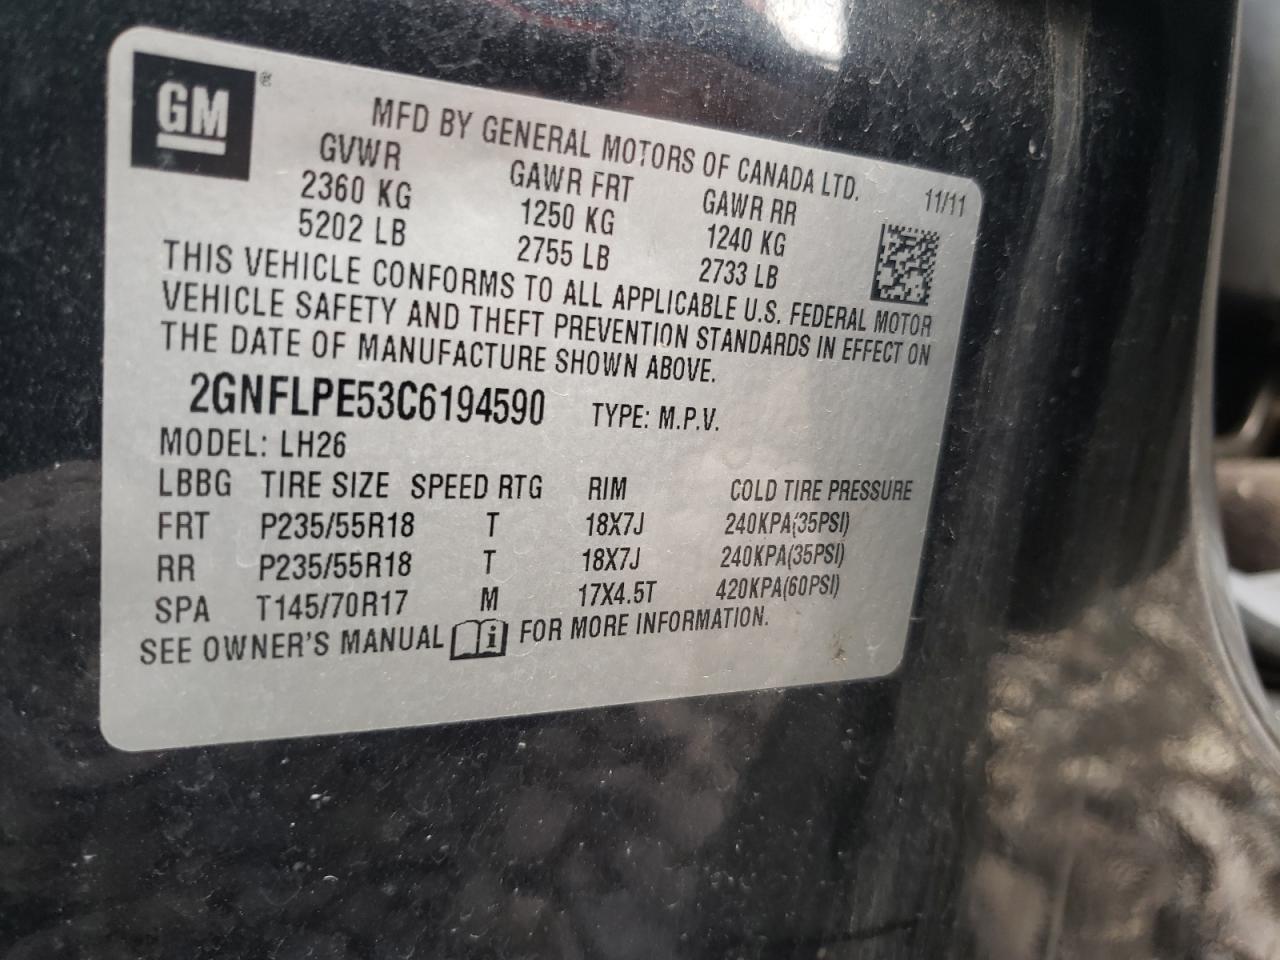 GM ®
MFD BY GENERAL MOTORS OF CANADA LTD.
GVWR GAWR FRT GAWR RR 11/11
2360 KG 1250 KG 1240 KG
5202 LB 2755 LB 2733 LB
THIS VEHICLE CONFORMS TO ALL APPLICABLE U.S. FEDERAL MOTOR
VEHICLE SAFETY AND THEFT PREVENTION STANDARDS IN EFFECT ON
THE DATE OF MANUFACTURE SHOWN ABOVE.
2GNFLPE53C6194590 TYPE: M.P.V.
MODEL: LH26
LBBG TIRE SIZE SPEED RTG RIM COLD TIRE PRESSURE
FRT P235/55R18 T 18X7J 240KPA(35PSI)
RR P235/55R18 T 18X7J 240KPA(35PSI)
SPA T145/70R17 M 17X4.5T 420KPA(60PSI)
SEE OWNER'S MANUAL i FOR MORE INFORMATION.